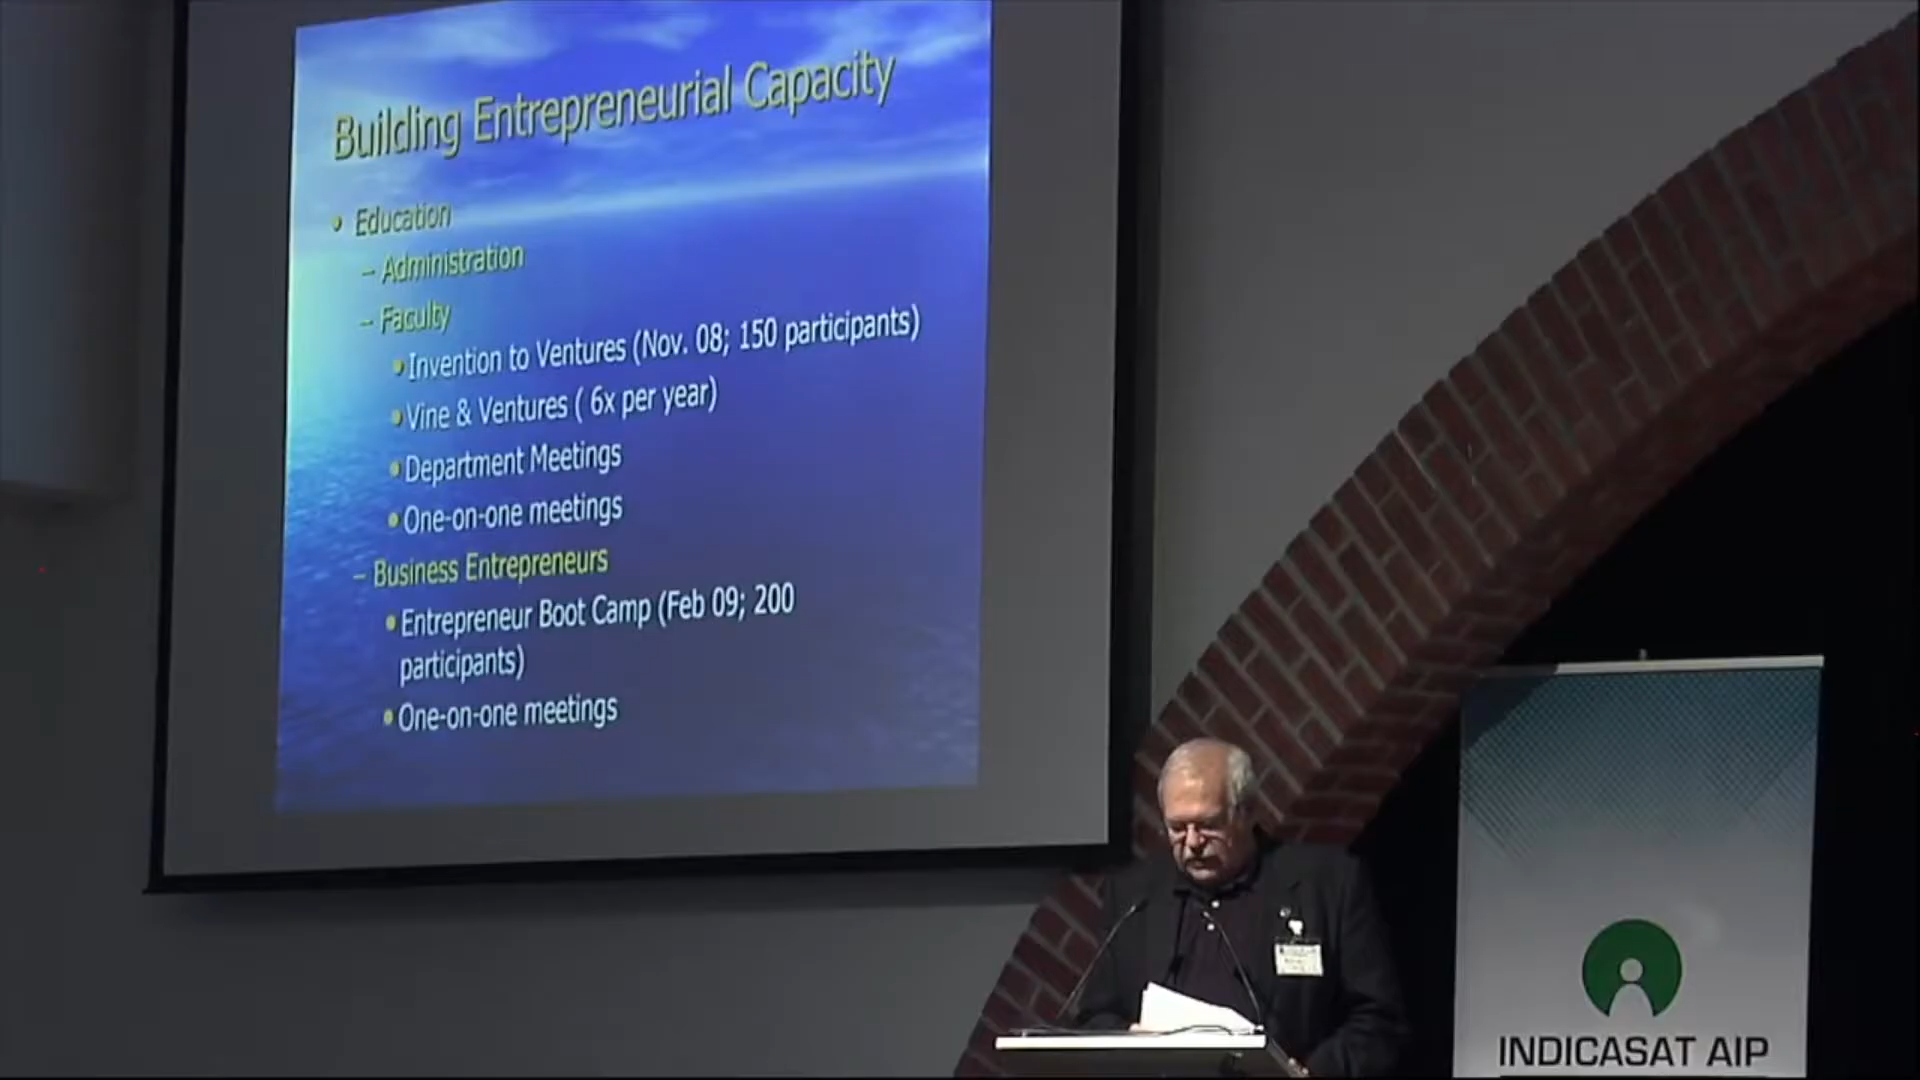 Building Entrepreneurial Capacity
• Education
– Administration
– Faculty
• Invention to Ventures (Nov. 08; 150 participants)
• Vine & Ventures ( 6x per year)
• Department Meetings
• One-on-one meetings
– Business Entrepreneurs
• Entrepreneur Boot Camp (Feb 09; 200
participants)
• One-on-one meetings
INDICASAT AIP